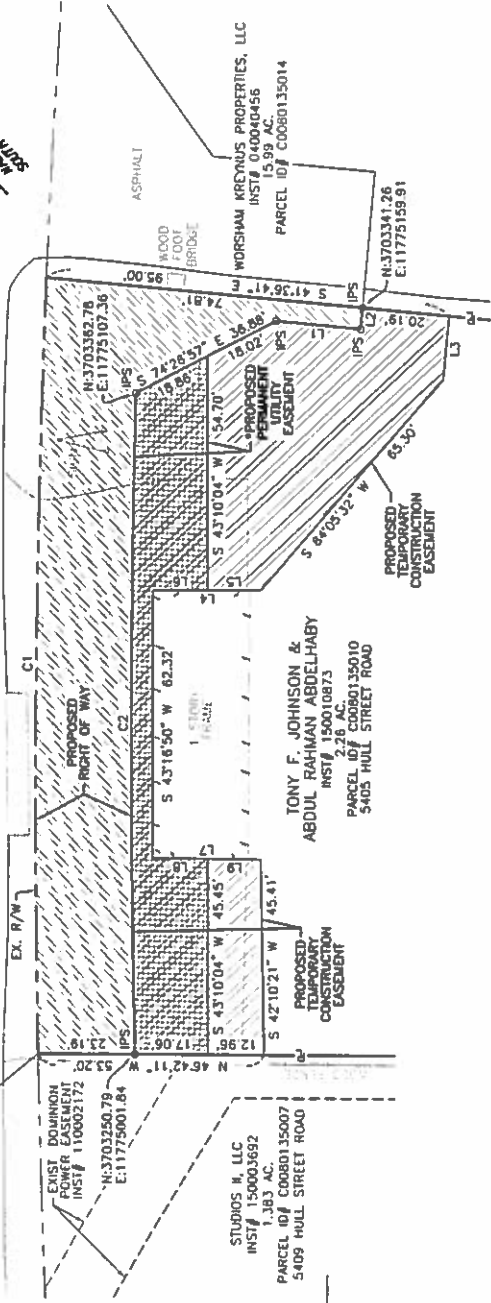 SOUTH
EX. R/W
C1
PROPOSED
RIGHT OF WAY
C2
EXIST DOMINION
POWER EASEMENT
INST# 110002172
N:3703250.79
E:11775001.84
IPS
53.20'
23.19'
17.06'
12.96'
N 46°42'11" W
S 43°10'04" W 45.45'
S 42°10'21" W 45.41'
PROPOSED
TEMPORARY
CONSTRUCTION
EASEMENT
L7
L8
L9
S 43°16'50" W 62.32'
1 STORY
FRAME
L4
L6
L5
S 43°10'04" W 54.70'
PROPOSED
PERMANENT
UTILITY
EASEMENT
N:3703362.78
E:11775107.36
IPS
S 74°26'57" E 36.88'
18.86'
18.02'
IPS
L1
IPS
L2
IPS
L3
20.19'
74.81'
95.00'
S 41°36'41" E
WOOD
FOOT
BRIDGE
ASPHALT
WORSHAM KREYNUS PROPERTIES, LLC
INST# 040040456
15.99 AC.
PARCEL ID# C0080135014
N:3703341.26
E:11775159.91
S 84°05'32" W 65.30'
PROPOSED
TEMPORARY
CONSTRUCTION
EASEMENT
TONY F. JOHNSON &
ABDUL RAHMAN ABDELHABY
INST# 150010873
2.26 AC.
PARCEL ID# C0080135010
5405 HULL STREET ROAD
STUDIOS H, LLC
INST# 150003692
1.383 AC.
PARCEL ID# C0080135007
5409 HULL STREET ROAD